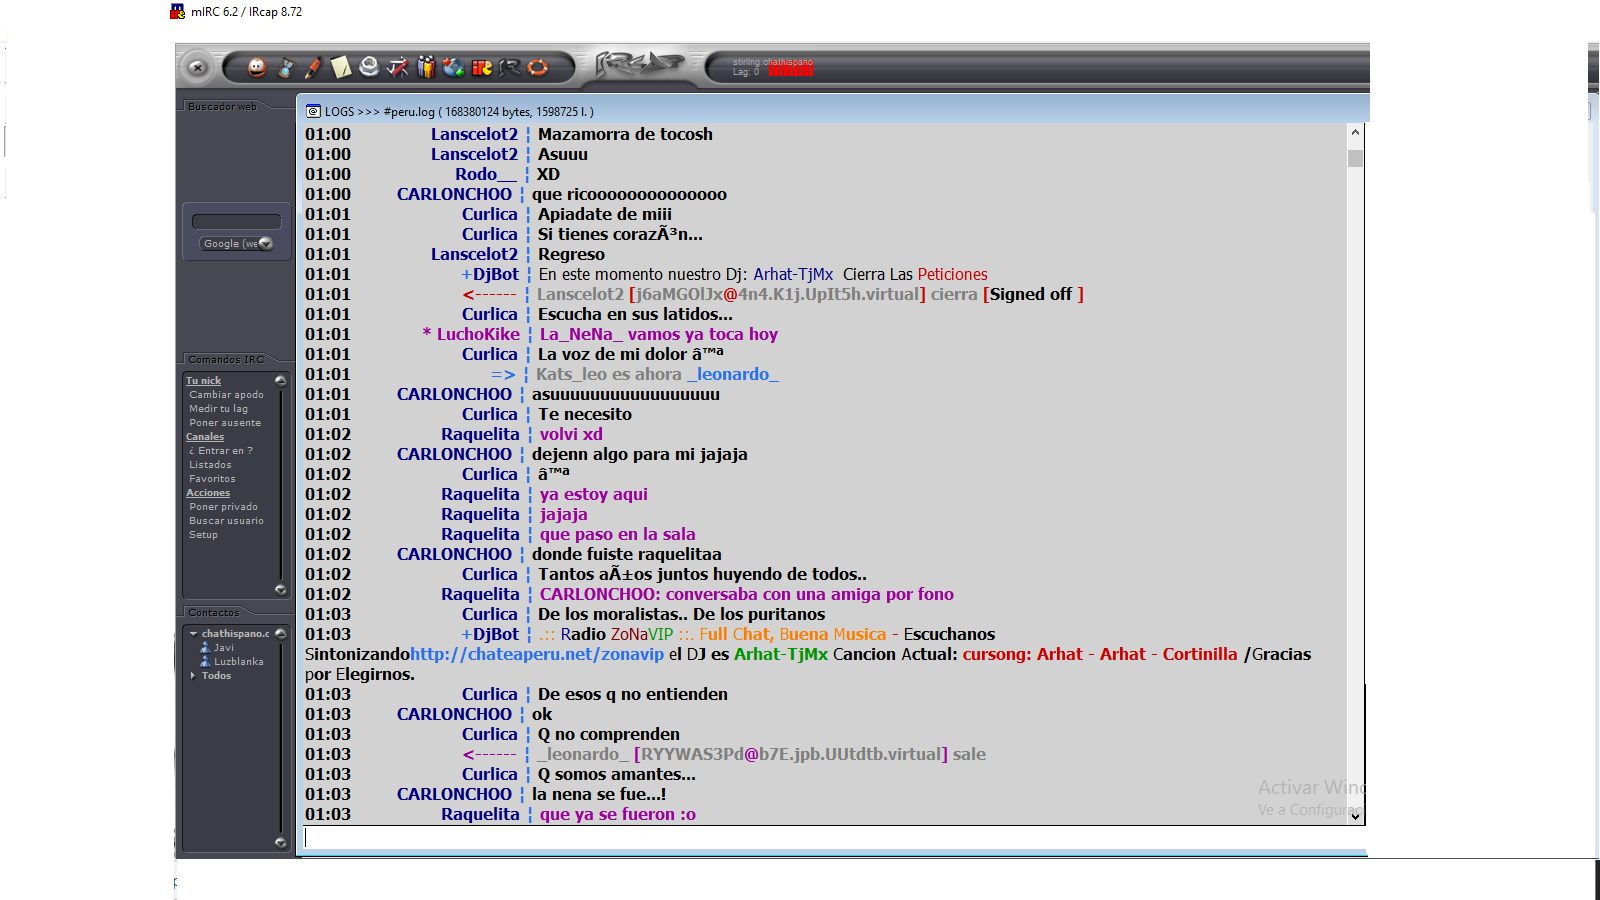 mIRC 6.2 / IRcap 8.72
stirling.chathispano
Lag: 0
Buscador web
LOGS >>> #peru.log ( 168380124 bytes, 1598725 l. )
01:00 Lanscelot2 ¦ Mazamorra de tocosh
01:00 Lanscelot2 ¦ Asuuu
01:00 Rodo__ ¦ XD
01:00 CARLONCHOO ¦ que ricoooooooooooooo
01:01 Curlica ¦ Apiadate de miii
01:01 Curlica ¦ Si tienes corazÃ³n...
01:01 Lanscelot2 ¦ Regreso
01:01 +DjBot ¦ En este momento nuestro Dj: Arhat-TjMx Cierra Las Peticiones
01:01 <------ ¦ Lanscelot2 [j6aMGOlJx@4n4.K1j.UpIt5h.virtual] cierra [Signed off ]
01:01 Curlica ¦ Escucha en sus latidos...
01:01 * LuchoKike ¦ La_NeNa_ vamos ya toca hoy
01:01 Curlica ¦ La voz de mi dolor â™ª
01:01 => ¦ Kats_leo es ahora _leonardo_
01:01 CARLONCHOO ¦ asuuuuuuuuuuuuuuuuu
01:01 Curlica ¦ Te necesito
01:02 Raquelita ¦ volvi xd
01:02 CARLONCHOO ¦ dejenn algo para mi jajaja
01:02 Curlica ¦ â™ª
01:02 Raquelita ¦ ya estoy aqui
01:02 Raquelita ¦ jajaja
01:02 Raquelita ¦ que paso en la sala
01:02 CARLONCHOO ¦ donde fuiste raquelitaa
01:02 Curlica ¦ Tantos aÃ±os juntos huyendo de todos..
01:02 Raquelita ¦ CARLONCHOO: conversaba con una amiga por fono
01:03 Curlica ¦ De los moralistas.. De los puritanos
01:03 +DjBot ¦ .:: Radio ZoNaVIP ::. Full Chat, Buena Musica - Escuchanos
Sintonizandohttp://chateaperu.net/zonavip el DJ es Arhat-TjMx Cancion Actual: cursong: Arhat - Arhat - Cortinilla /Gracias
por Elegirnos.
01:03 Curlica ¦ De esos q no entienden
01:03 CARLONCHOO ¦ ok
01:03 Curlica ¦ Q no comprenden
01:03 <------ ¦ _leonardo_ [RYYWAS3Pd@b7E.jpb.UUtdtb.virtual] sale
01:03 Curlica ¦ Q somos amantes...
01:03 CARLONCHOO ¦ la nena se fue...!
01:03 Raquelita ¦ que ya se fueron :o
Google (we
Comandos IRC
Tu nick
Cambiar apodo
Medir tu lag
Poner ausente
Canales
¿ Entrar en ?
Listados
Favoritos
Acciones
Poner privado
Buscar usuario
Setup
Contactos
chathispano.c
Javi
Luzblanka
Todos
Activar Wind
Ve a Configurac